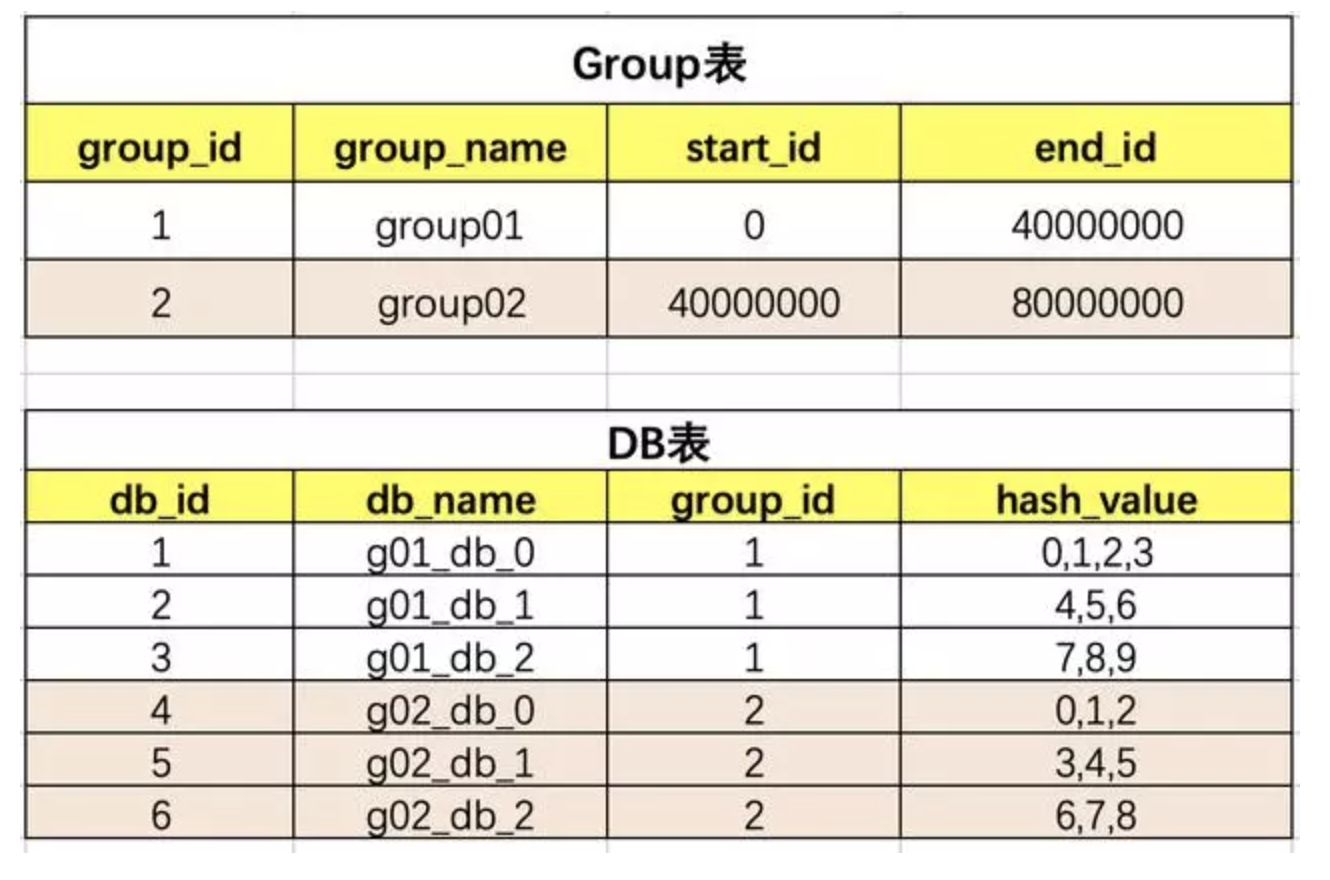 Group表
group_id group_name start_id end_id
1 group01 0 40000000
2 group02 40000000 80000000
DB表
db_id db_name group_id hash_value
1 g01_db_0 1 0,1,2,3
2 g01_db_1 1 4,5,6
3 g01_db_2 1 7,8,9
4 g02_db_0 2 0,1,2
5 g02_db_1 2 3,4,5
6 g02_db_2 2 6,7,8